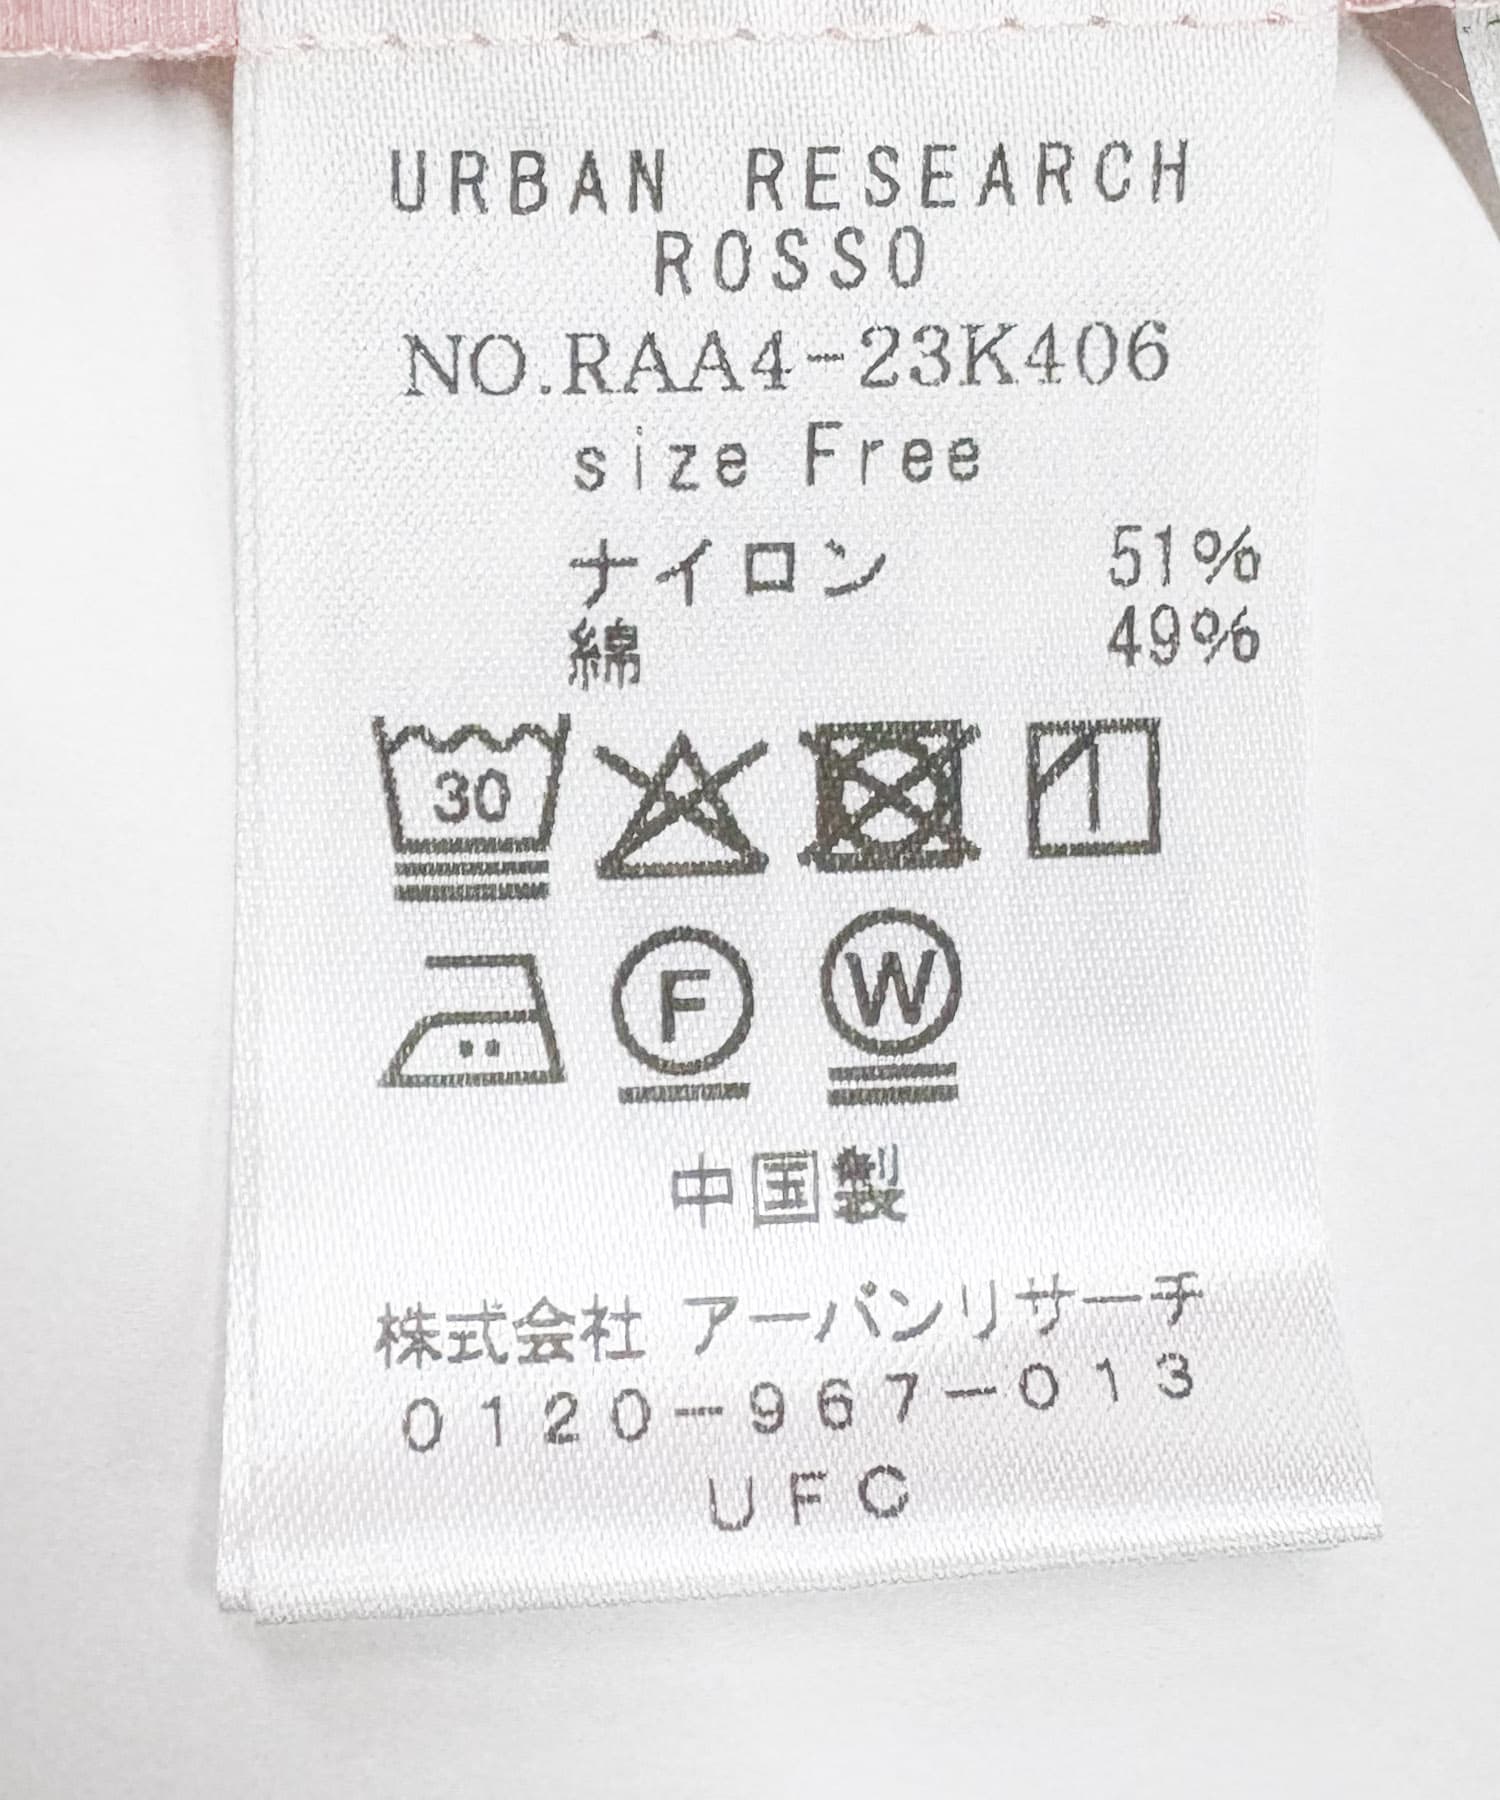 URBAN RESEARCH
ROSSO
NO.RAA4-23K406
size Free
ナイロン 51%
綿 49%
30
F W
中国製
株式会社 アーバンリサーチ
0120-967-013
UFC